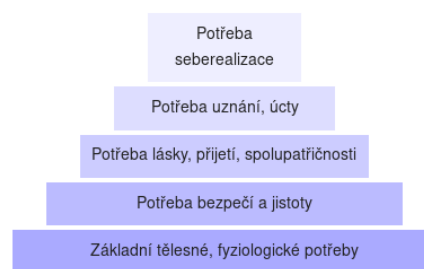 Potřeba
seberealizace
Potřeba uznání, úcty
Potřeba lásky, přijetí, spolupatřičnosti
Potřeba bezpečí a jistoty
Základní tělesné, fyziologické potřeby